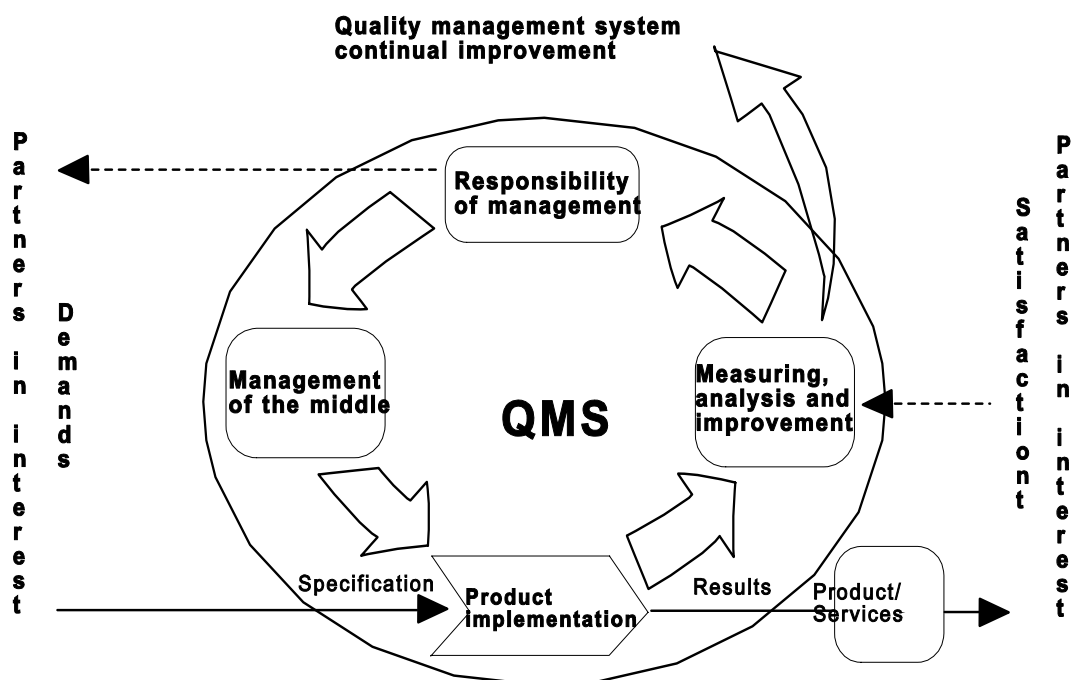 Quality management system
continual improvement
Partners in interest
Demands
Responsibility
of management
Management
of the middle
QMS
Measuring,
analysis and
improvement
Satisfactiont
Partners in interest
Specification
Product
implementation
Results
Product/
Services